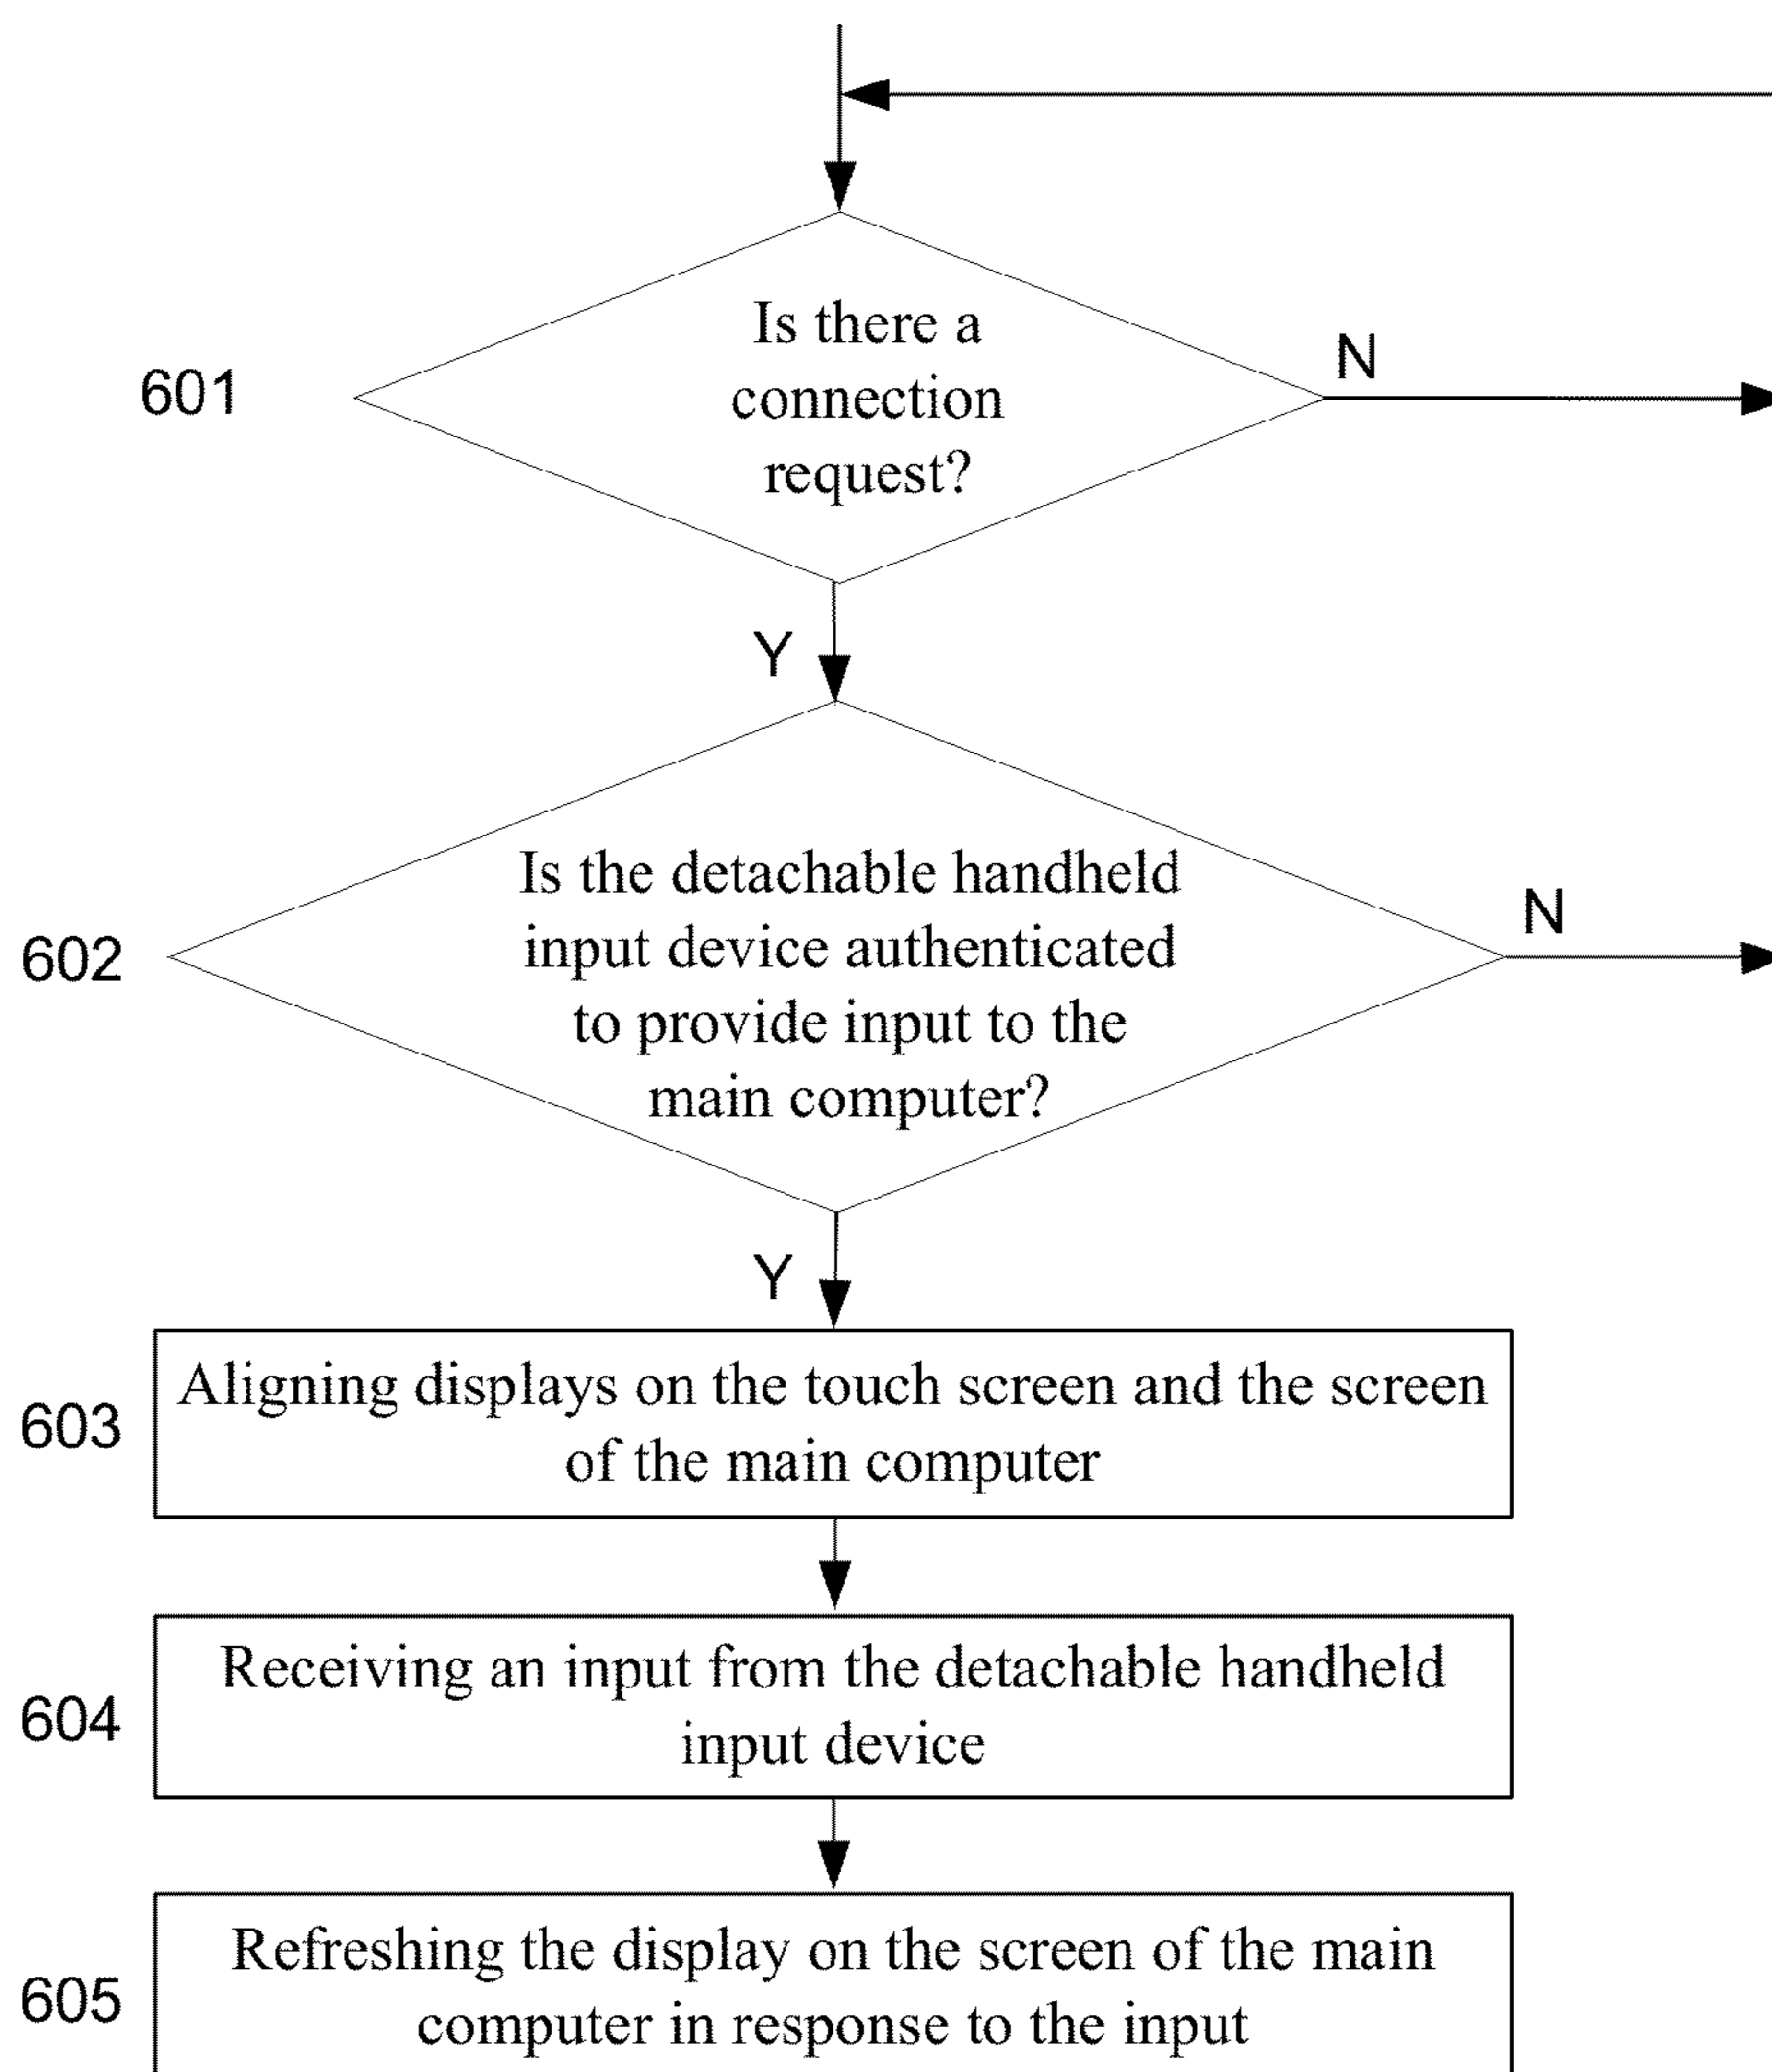 Is there a
connection
request?
601
N
Y
Is the detachable handheld
input device authenticated
to provide input to the
main computer?
602
N
Y
Aligning displays on the touch screen and the screen
of the main computer
603
Receiving an input from the detachable handheld
input device
604
Refreshing the display on the screen of the main
computer in response to the input
605